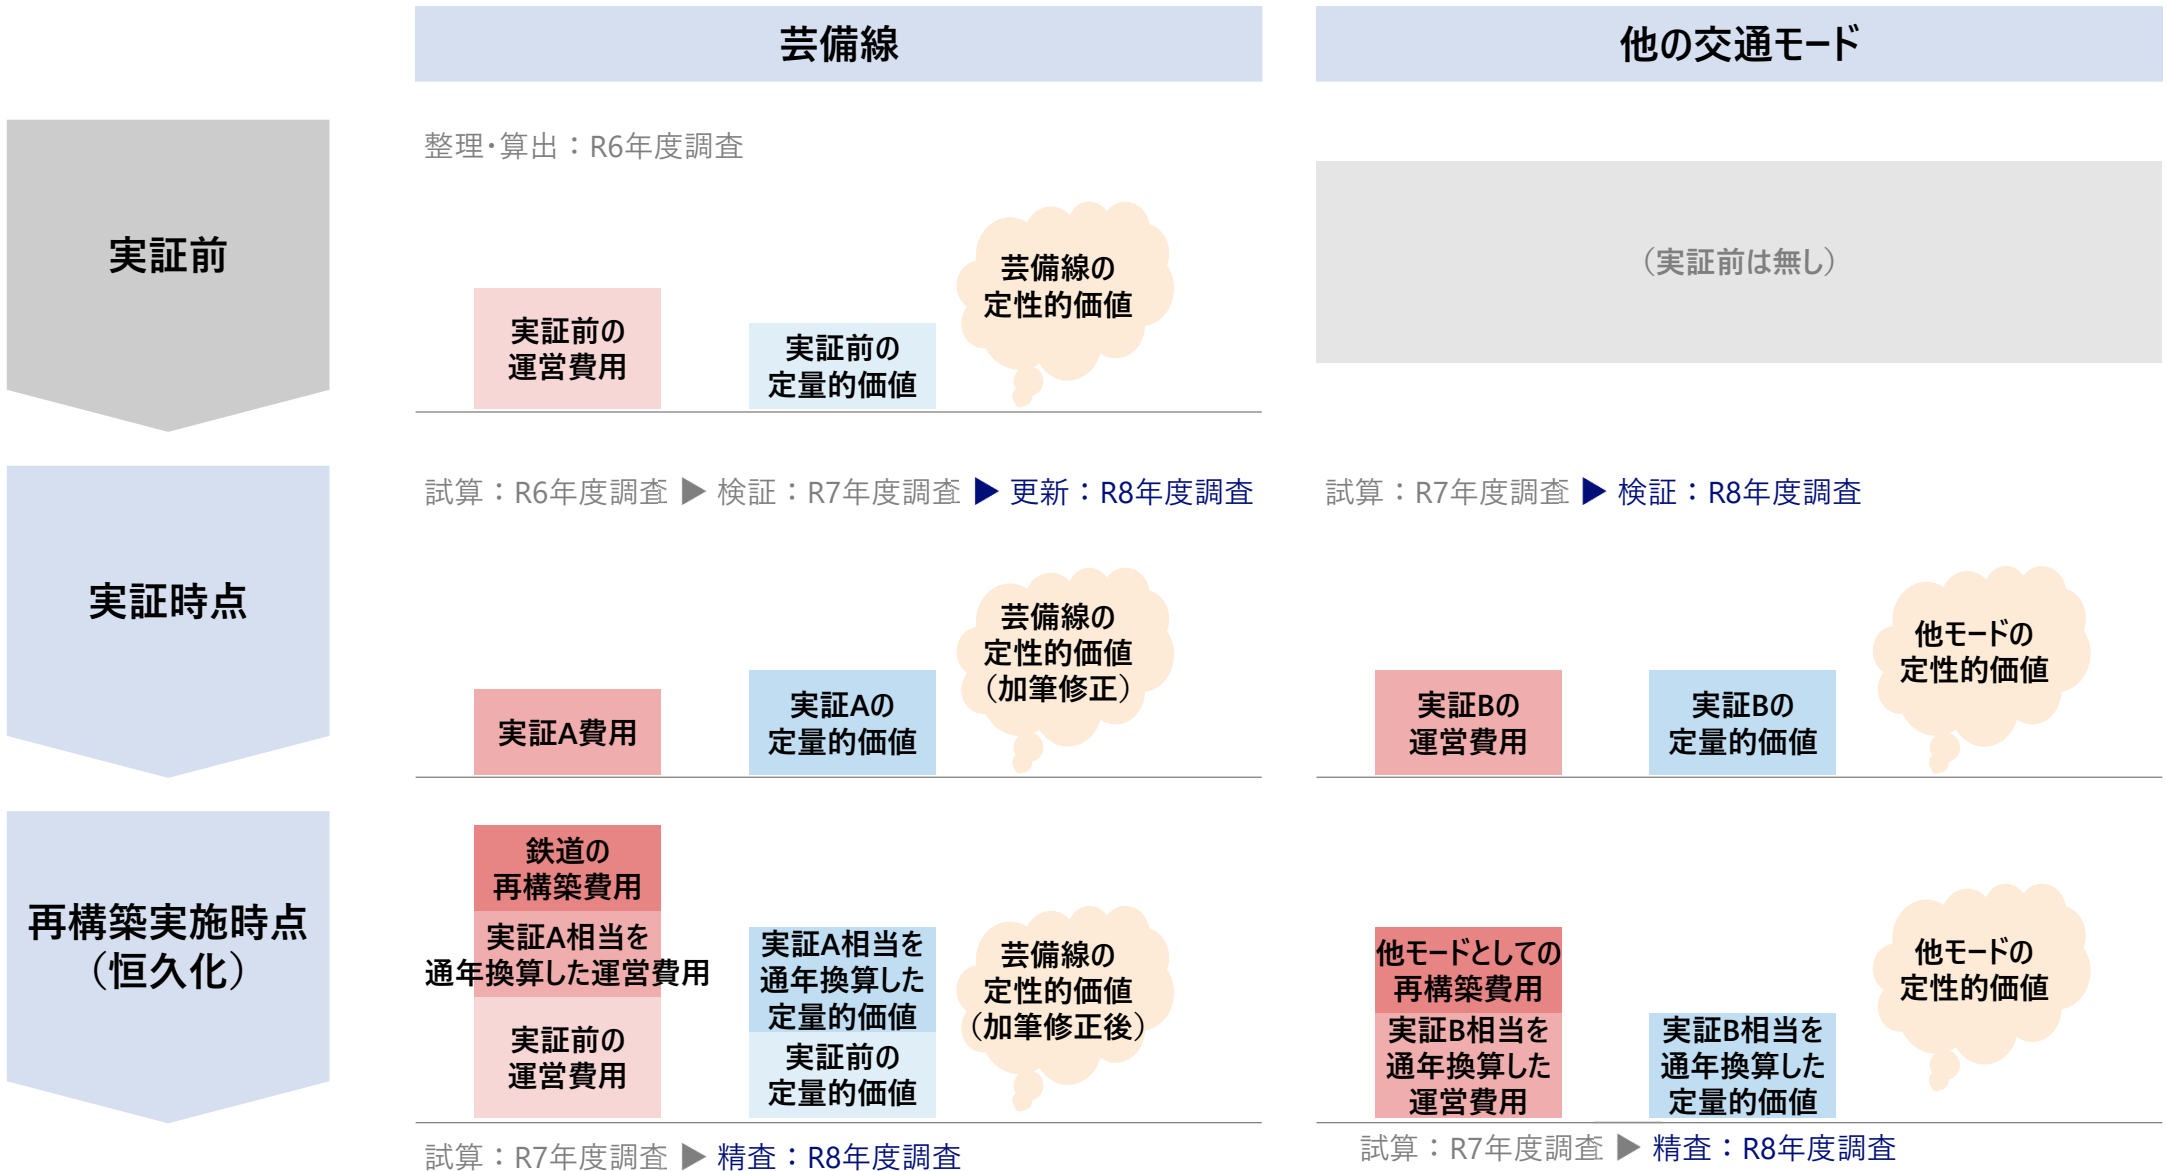 芸備線
他の交通モード
実証前
整理・算出：R6年度調査
実証前の
運営費用
実証前の
定量的価値
芸備線の
定性的価値
（実証前は無し）
実証時点
試算：R6年度調査 ▶ 検証：R7年度調査 ▶ 更新：R8年度調査
実証A費用
実証Aの
定量的価値
芸備線の
定性的価値
（加筆修正）
試算：R7年度調査 ▶ 検証：R8年度調査
実証Bの
運営費用
実証Bの
定量的価値
他モードの
定性的価値
再構築実施時点
（恒久化）
鉄道の
再構築費用
実証A相当を
通年換算した運営費用
実証前の
運営費用
実証A相当を
通年換算した
定量的価値
実証前の
定量的価値
芸備線の
定性的価値
（加筆修正後）
試算：R7年度調査 ▶ 精査：R8年度調査
他モードとしての
再構築費用
実証B相当を
通年換算した
運営費用
実証B相当を
通年換算した
定量的価値
他モードの
定性的価値
試算：R7年度調査 ▶ 精査：R8年度調査